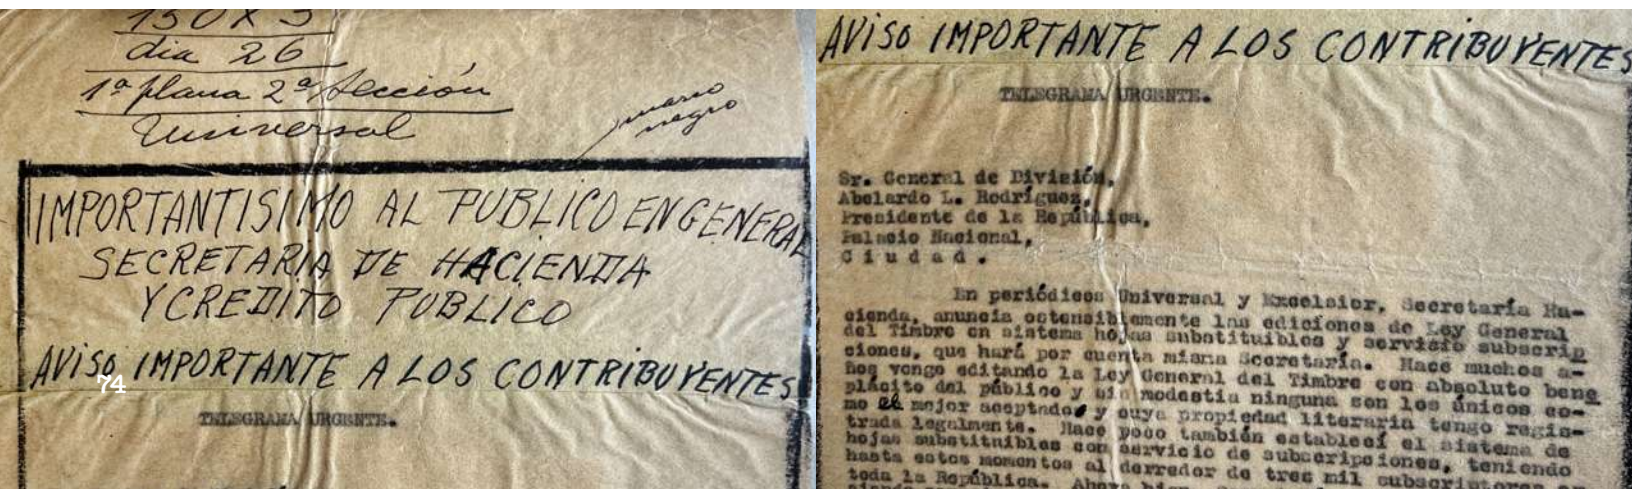 150 X 3
dia 26
1ª plana 2ª Sección
Universal
marco
negro
IMPORTANTISIMO AL PUBLICO EN GENERAL
SECRETARIA DE HACIENDA
Y CREDITO PUBLICO
AVISO IMPORTANTE A LOS CONTRIBUYENTES
74
TELEGRAMA URGENTE.
AVISO IMPORTANTE A LOS CONTRIBUYENTES
TELEGRAMA URGENTE.
Sr. General de División,
Abelardo L. Rodríguez,
Presidente de la República,
Palacio Nacional,
C i u d a d .
En periódicos Universal y Excelsior, Secretaría Ha-
cienda, anuncia ostensiblemente las ediciones de Ley General
del Timbre en sistema hojas substituibles y servicio subscrip
ciones, que hará por cuenta misma Secretaría. Hace muchos a-
ños vengo editando la Ley General del Timbre con absoluto bene
plácito del público y sin modestia ninguna son los únicos co-
mo el mejor aceptados y cuya propiedad literaria tengo regis-
trada legalmente. Hace poco también establecí el sistema de
hojas substituibles con servicio de subscripciones, teniendo
hasta estos momentos al derredor de tres mil subscriptores en
toda la República. Ahora bien,